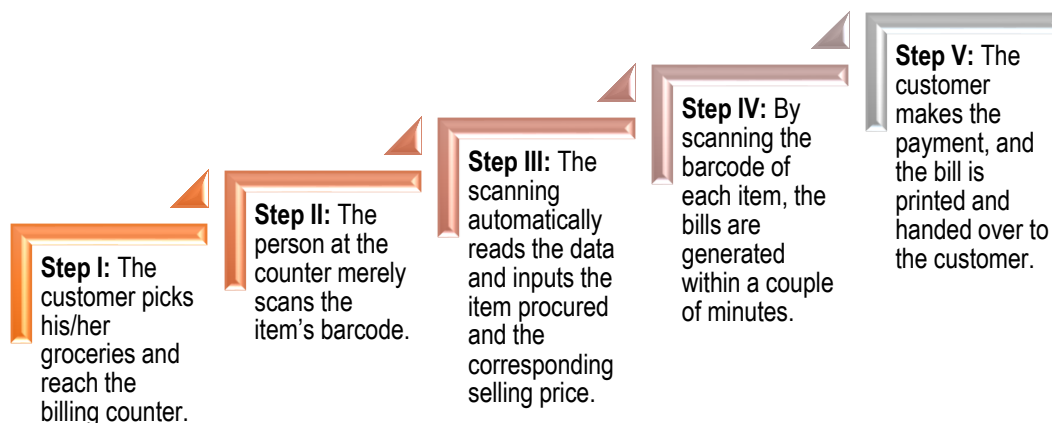 Step I: The
customer picks
his/her
groceries and
reach the
billing counter.
Step II: The
person at the
counter merely
scans the
item's barcode.
Step III: The
scanning
automatically
reads the data
and inputs the
item procured
and the
corresponding
selling price.
Step IV: By
scanning the
barcode of
each item, the
bills are
generated
within a couple
of minutes.
Step V: The
customer
makes the
payment, and
the bill is
printed and
handed over to
the customer.